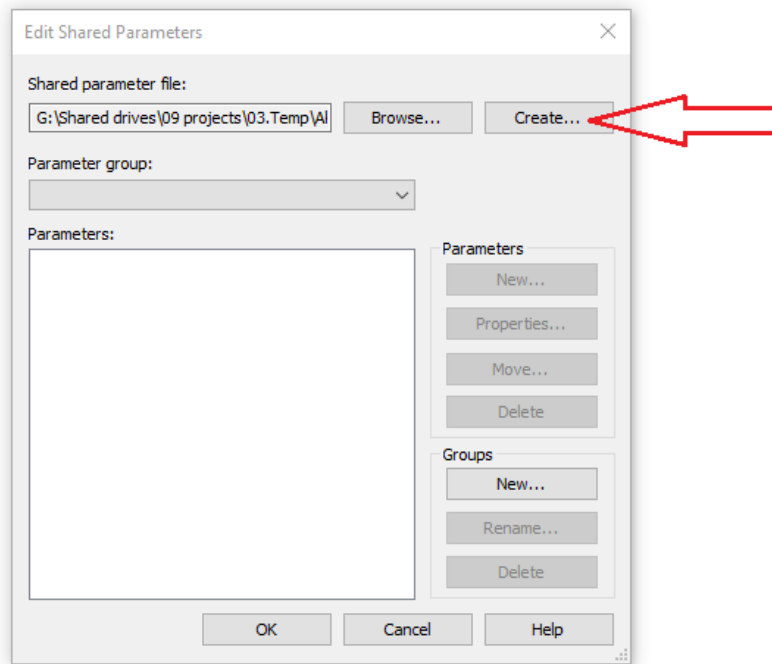 Edit Shared Parameters
Shared parameter file:
G:\Shared drives\09 projects\03.Temp\Al Browse... Create...
Parameter group:
Parameters:
Parameters
New...
Properties...
Move...
Delete
Groups
New...
Rename...
Delete
OK Cancel Help